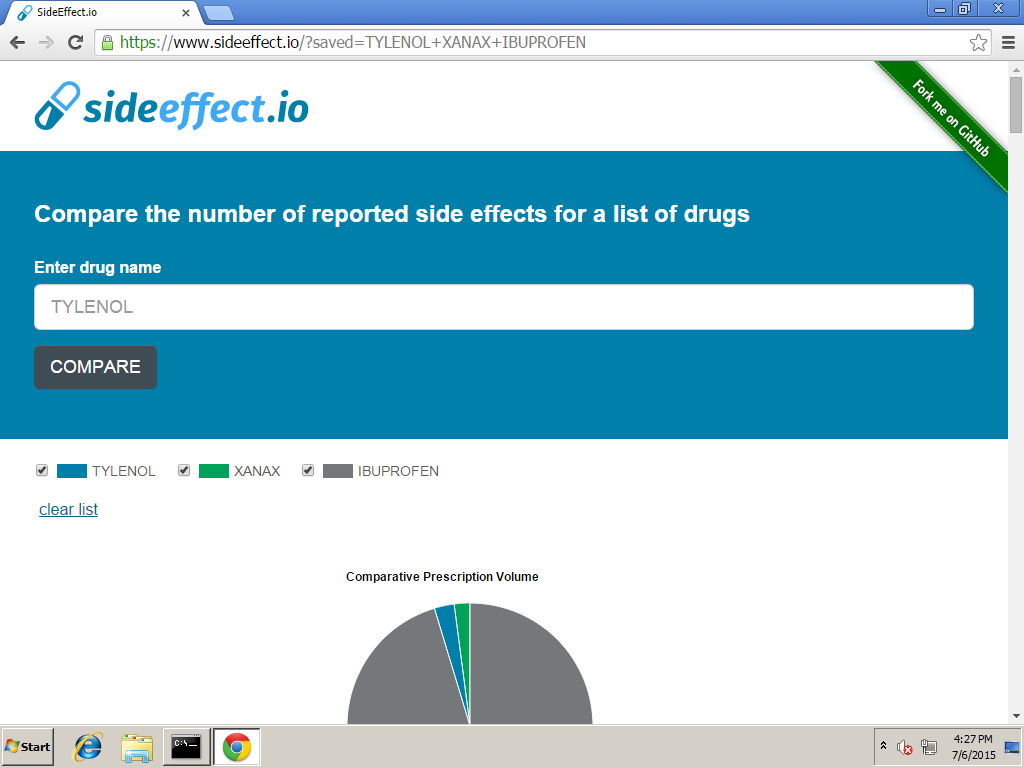 SideEffect.io
https://www.sideeffect.io/?saved=TYLENOL+XANAX+IBUPROFEN
sideeffect.io
Fork me on GitHub
Compare the number of reported side effects for a list of drugs
Enter drug name
TYLENOL
COMPARE
TYLENOL XANAX IBUPROFEN
clear list
Comparative Prescription Volume
Start
C:\_
4:27 PM
7/6/2015